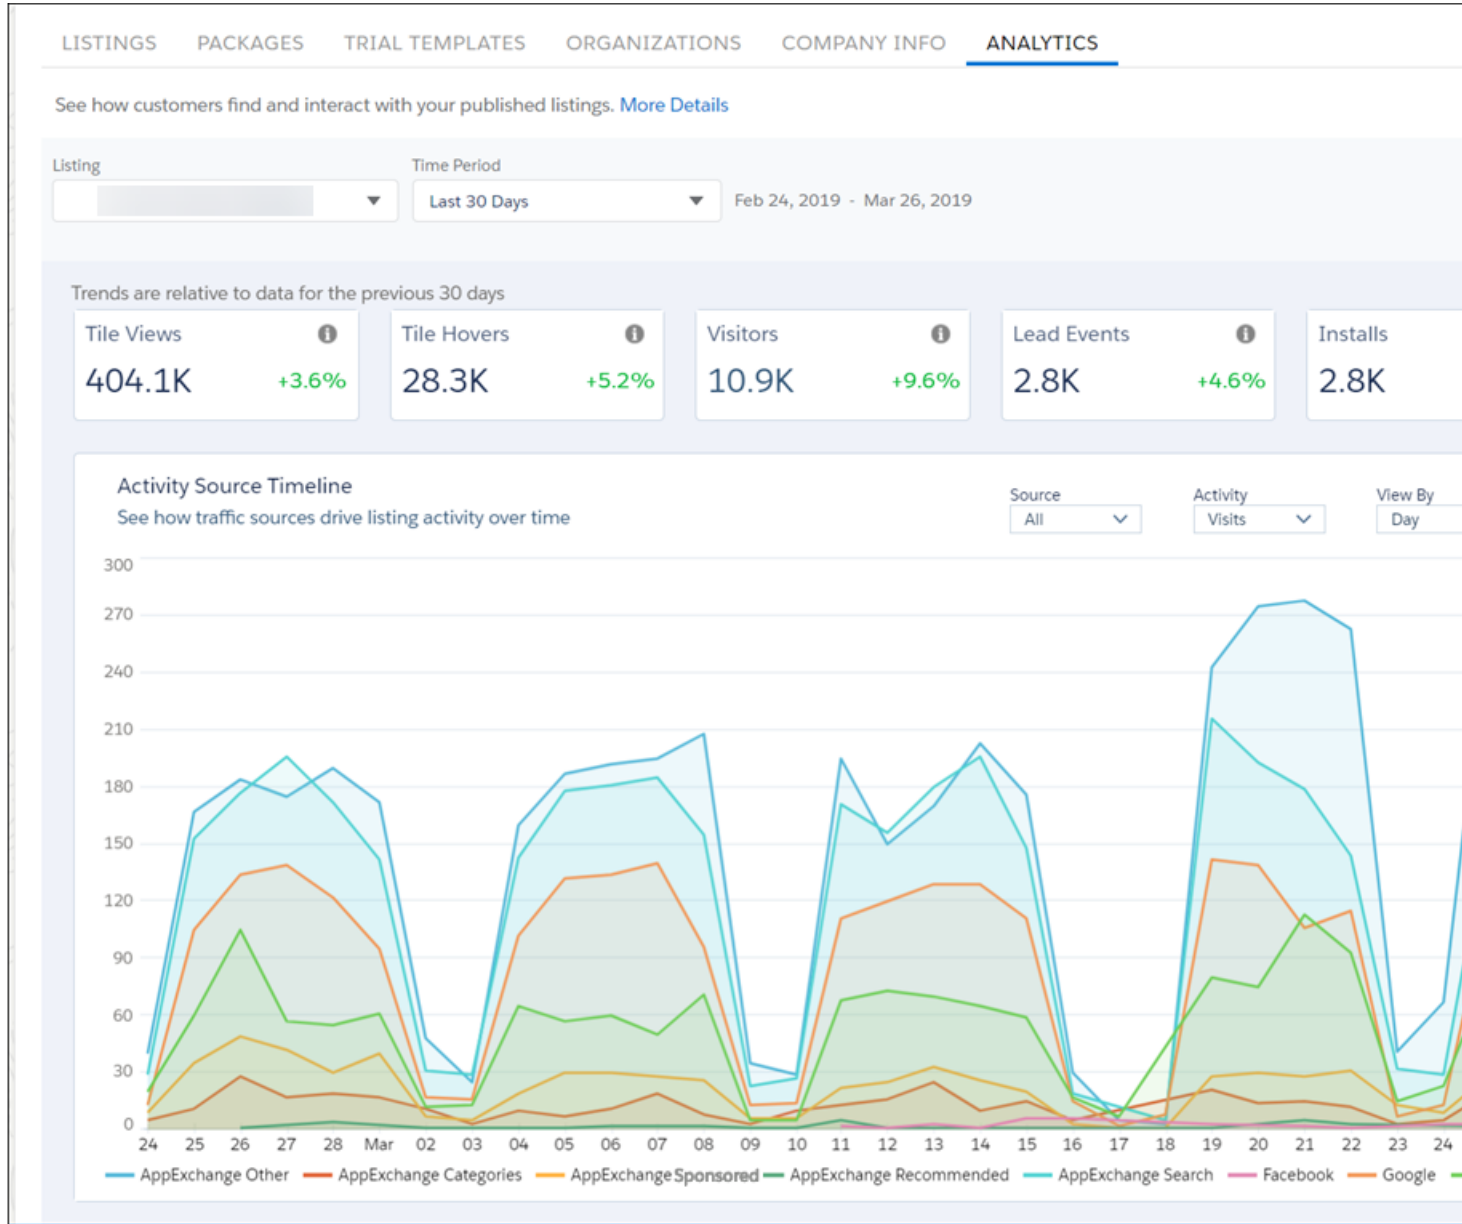 LISTINGS PACKAGES TRIAL TEMPLATES ORGANIZATIONS COMPANY INFO ANALYTICS
See how customers find and interact with your published listings. More Details
Listing Time Period
Last 30 Days Feb 24, 2019 - Mar 26, 2019
Trends are relative to data for the previous 30 days
Tile Views Tile Hovers Visitors Lead Events Installs
404.1K +3.6% 28.3K +5.2% 10.9K +9.6% 2.8K +4.6% 2.8K
Activity Source Timeline
See how traffic sources drive listing activity over time
Source Activity View By
All Visits Day
300
270
240
210
180
150
120
90
60
30
0
24 25 26 27 28 Mar 02 03 04 05 06 07 08 09 10 11 12 13 14 15 16 17 18 19 20 21 22 23 24
AppExchange Other AppExchange Categories AppExchange Sponsored AppExchange Recommended AppExchange Search Facebook Google